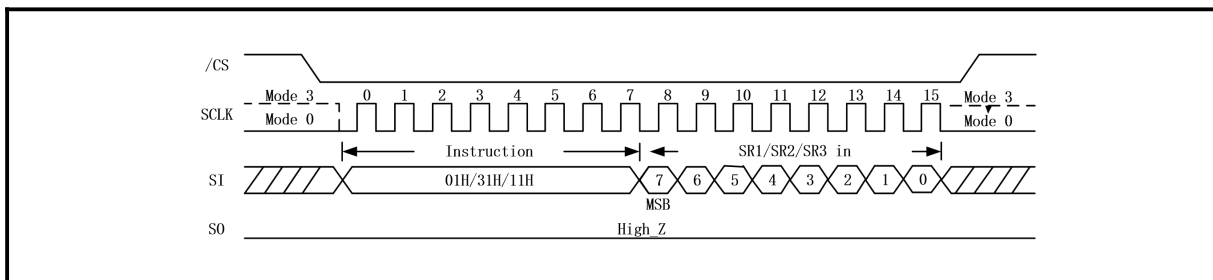 /CS
Mode 3 0 1 2 3 4 5 6 7 8 9 10 11 12 13 14 15 Mode 3
SCLK
Mode 0 Mode 0
Instruction SR1/SR2/SR3 in
SI 01H/31H/11H 7 6 5 4 3 2 1 0
MSB
SO High_Z